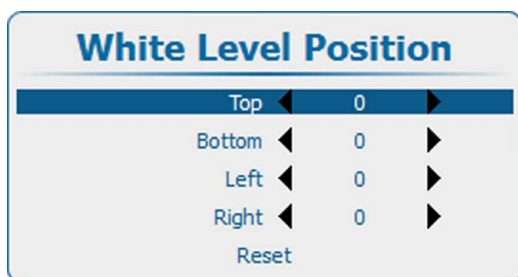 White Level Position
Top 0
Bottom 0
Left 0
Right 0
Reset